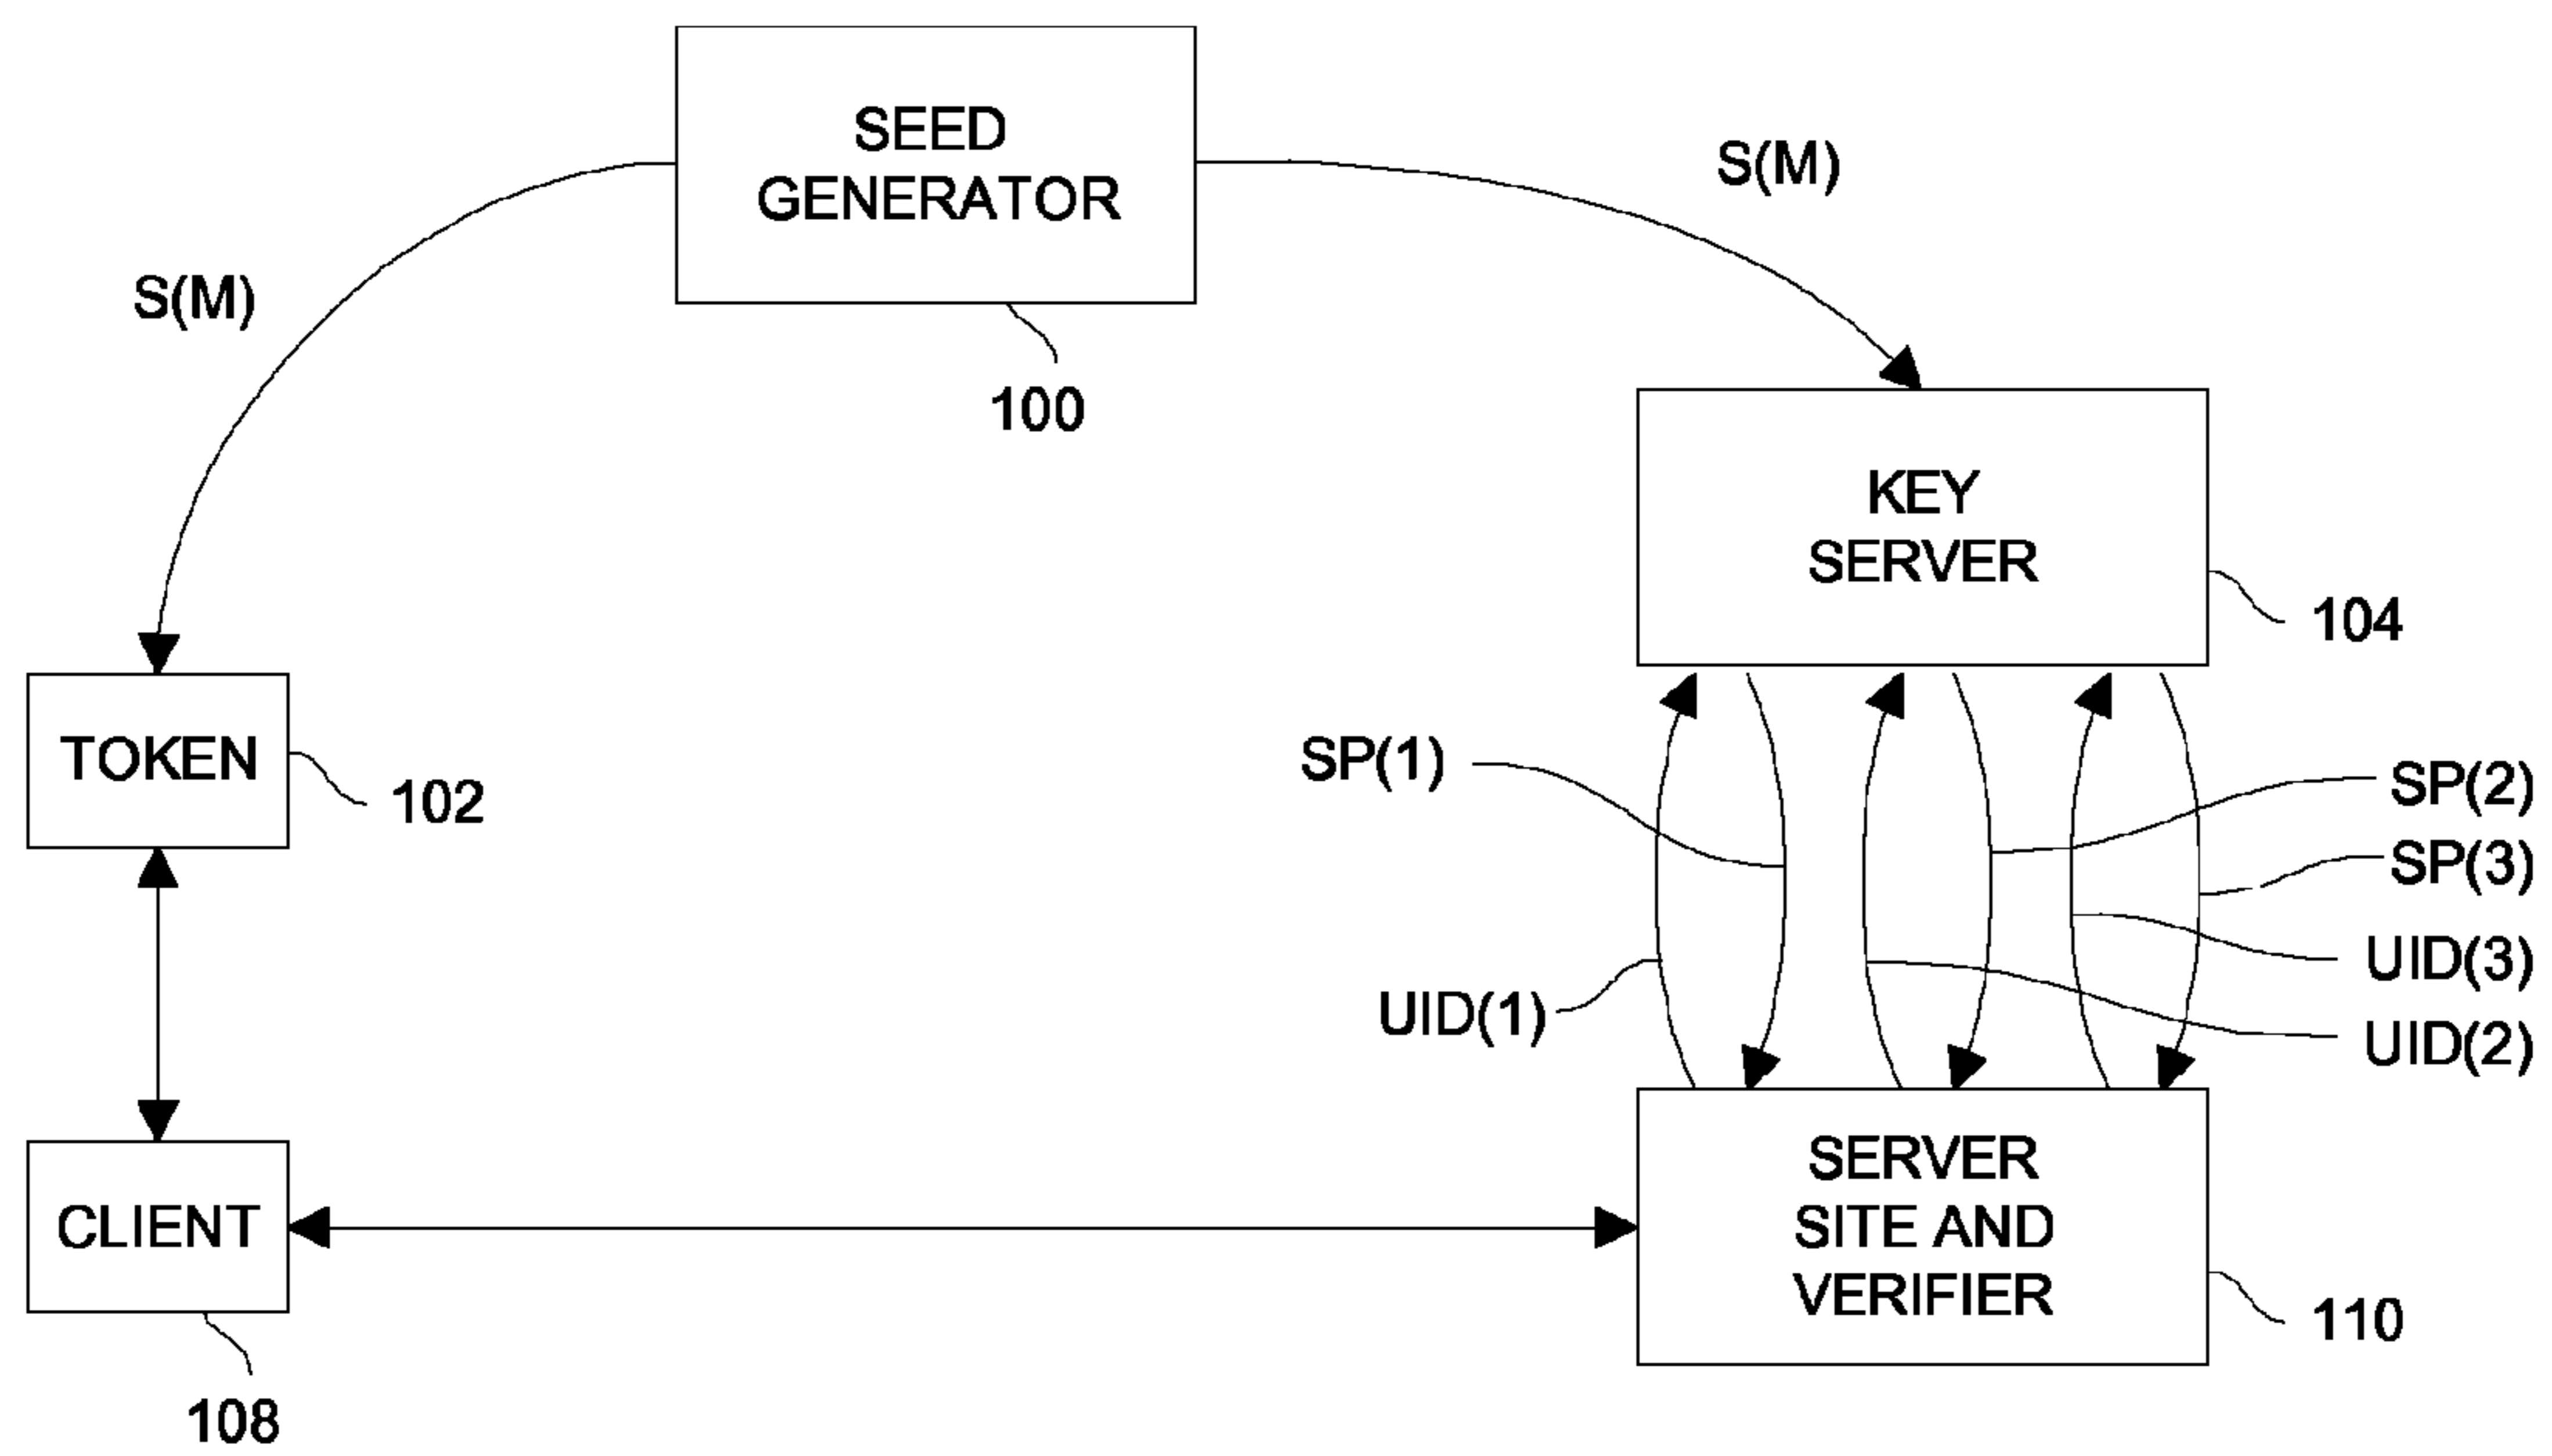 SEED
GENERATOR
100
S(M)
S(M)
KEY
SERVER
104
TOKEN
102
SP(1)
SP(2)
SP(3)
UID(3)
UID(1)
UID(2)
CLIENT
108
SERVER
SITE AND
VERIFIER
110